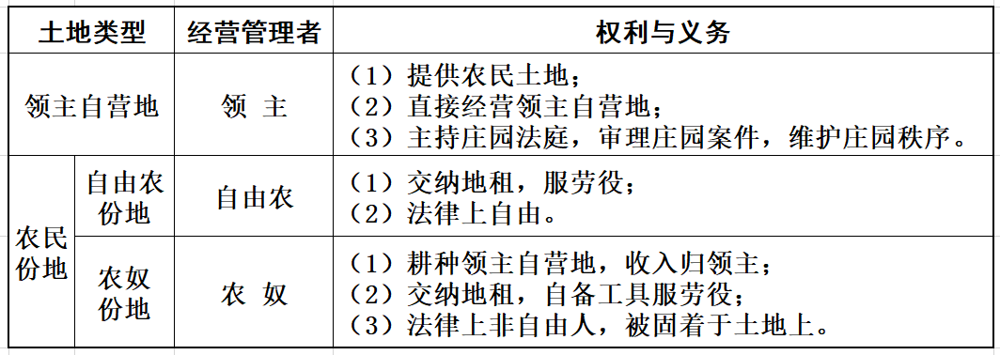 土地类型 经营管理者 权利与义务
领主自营地 领 主
（1）提供农民土地；
（2）直接经营领主自营地；
（3）主持庄园法庭，审理庄园案件，维护庄园秩序。
农民
份地
自由农
份地
自由农
（1）交纳地租，服劳役；
（2）法律上自由。
农奴
份地
农 奴
（1）耕种领主自营地，收入归领主；
（2）交纳地租，自备工具服劳役；
（3）法律上非自由人，被固着于土地上。